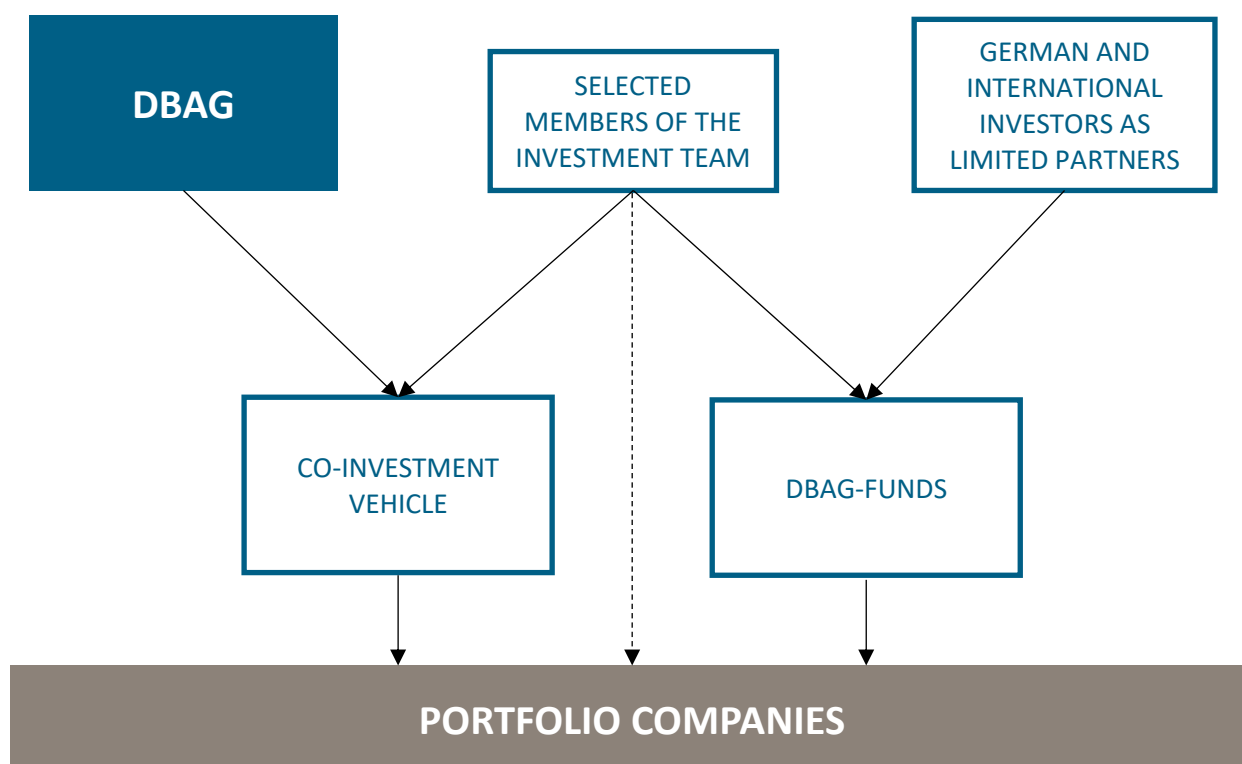 DBAG
SELECTED
MEMBERS OF THE
INVESTMENT TEAM
GERMAN AND
INTERNATIONAL
INVESTORS AS
LIMITED PARTNERS
CO-INVESTMENT
VEHICLE
DBAG-FUNDS
PORTFOLIO COMPANIES